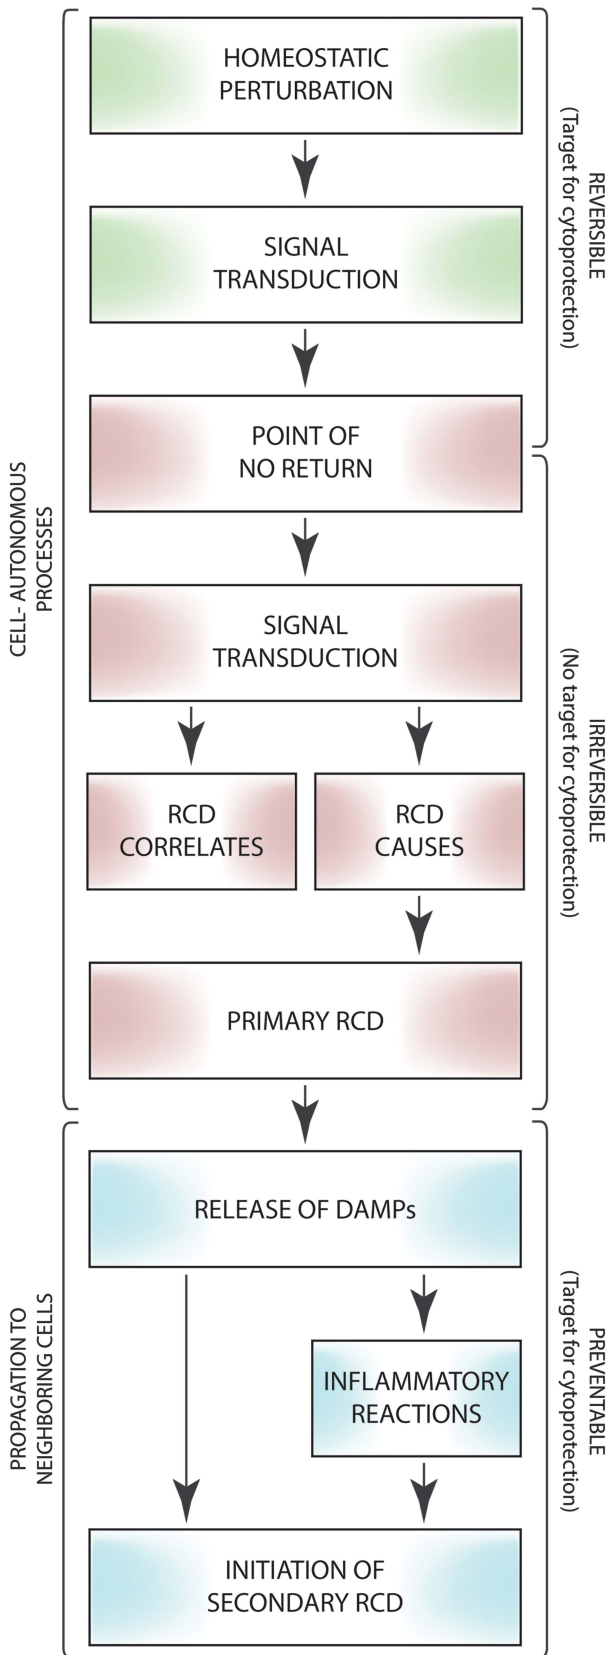 HOMEOSTATIC
PERTURBATION
REVERSIBLE
(Target for cytoprotection)
SIGNAL
TRANSDUCTION
POINT OF
NO RETURN
CELL- AUTONOMOUS
PROCESSES
SIGNAL
TRANSDUCTION
IRREVERSIBLE
(No target for cytoprotection)
RCD
CORRELATES
RCD
CAUSES
PRIMARY RCD
RELEASE OF DAMPs
PROPAGATION TO
NEIGHBORING CELLS
PREVENTABLE
(Target for cytoprotection)
INFLAMMATORY
REACTIONS
INITIATION OF
SECONDARY RCD